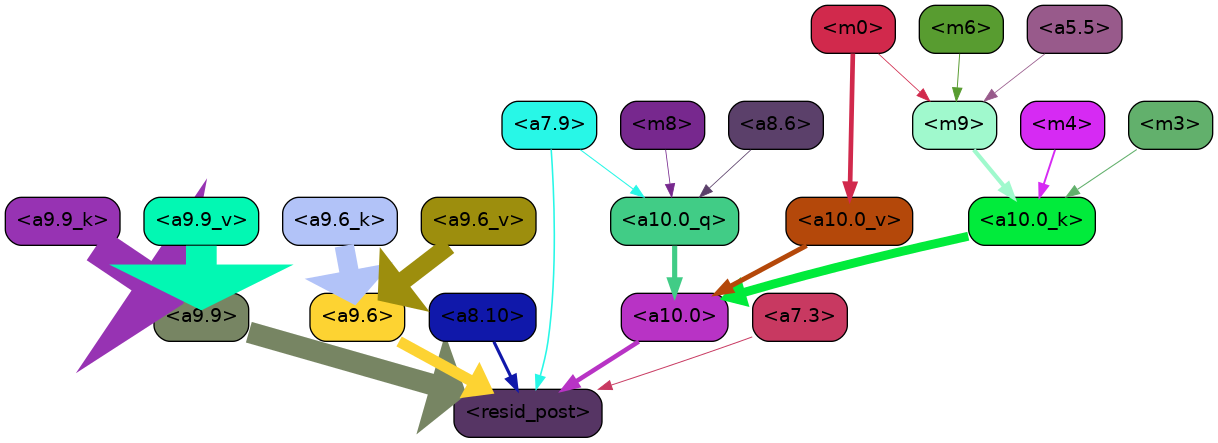 <m0> <m6> <a5.5>
<a7.9> <m8> <a8.6> <m9> <m4> <m3>
<a9.9_k> <a9.9_v> <a9.6_k> <a9.6_v> <a10.0_q> <a10.0_v> <a10.0_k>
<a9.9> <a9.6> <a8.10> <a10.0> <a7.3>
<resid_post>